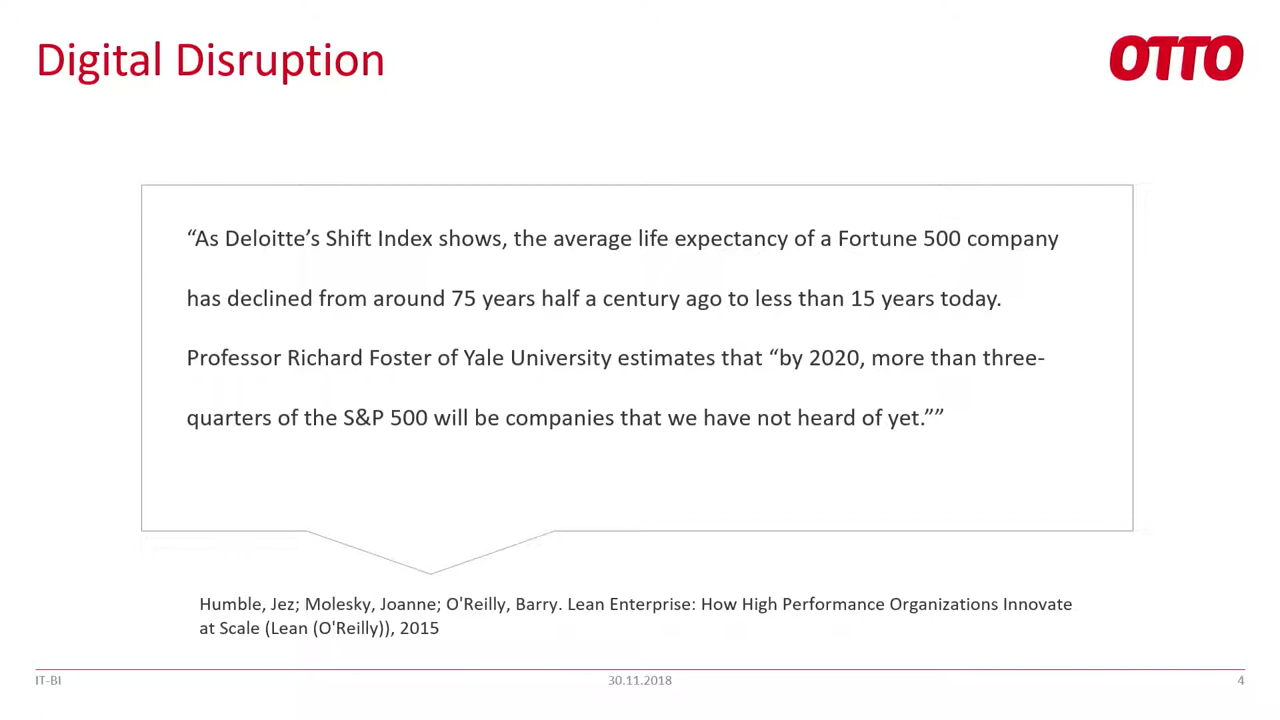 Digital Disruption
OTTO
“As Deloitte’s Shift Index shows, the average life expectancy of a Fortune 500 company
has declined from around 75 years half a century ago to less than 15 years today.
Professor Richard Foster of Yale University estimates that “by 2020, more than three-
quarters of the S&P 500 will be companies that we have not heard of yet.””
Humble, Jez; Molesky, Joanne; O'Reilly, Barry. Lean Enterprise: How High Performance Organizations Innovate
at Scale (Lean (O'Reilly)), 2015
IT-BI
30.11.2018
4